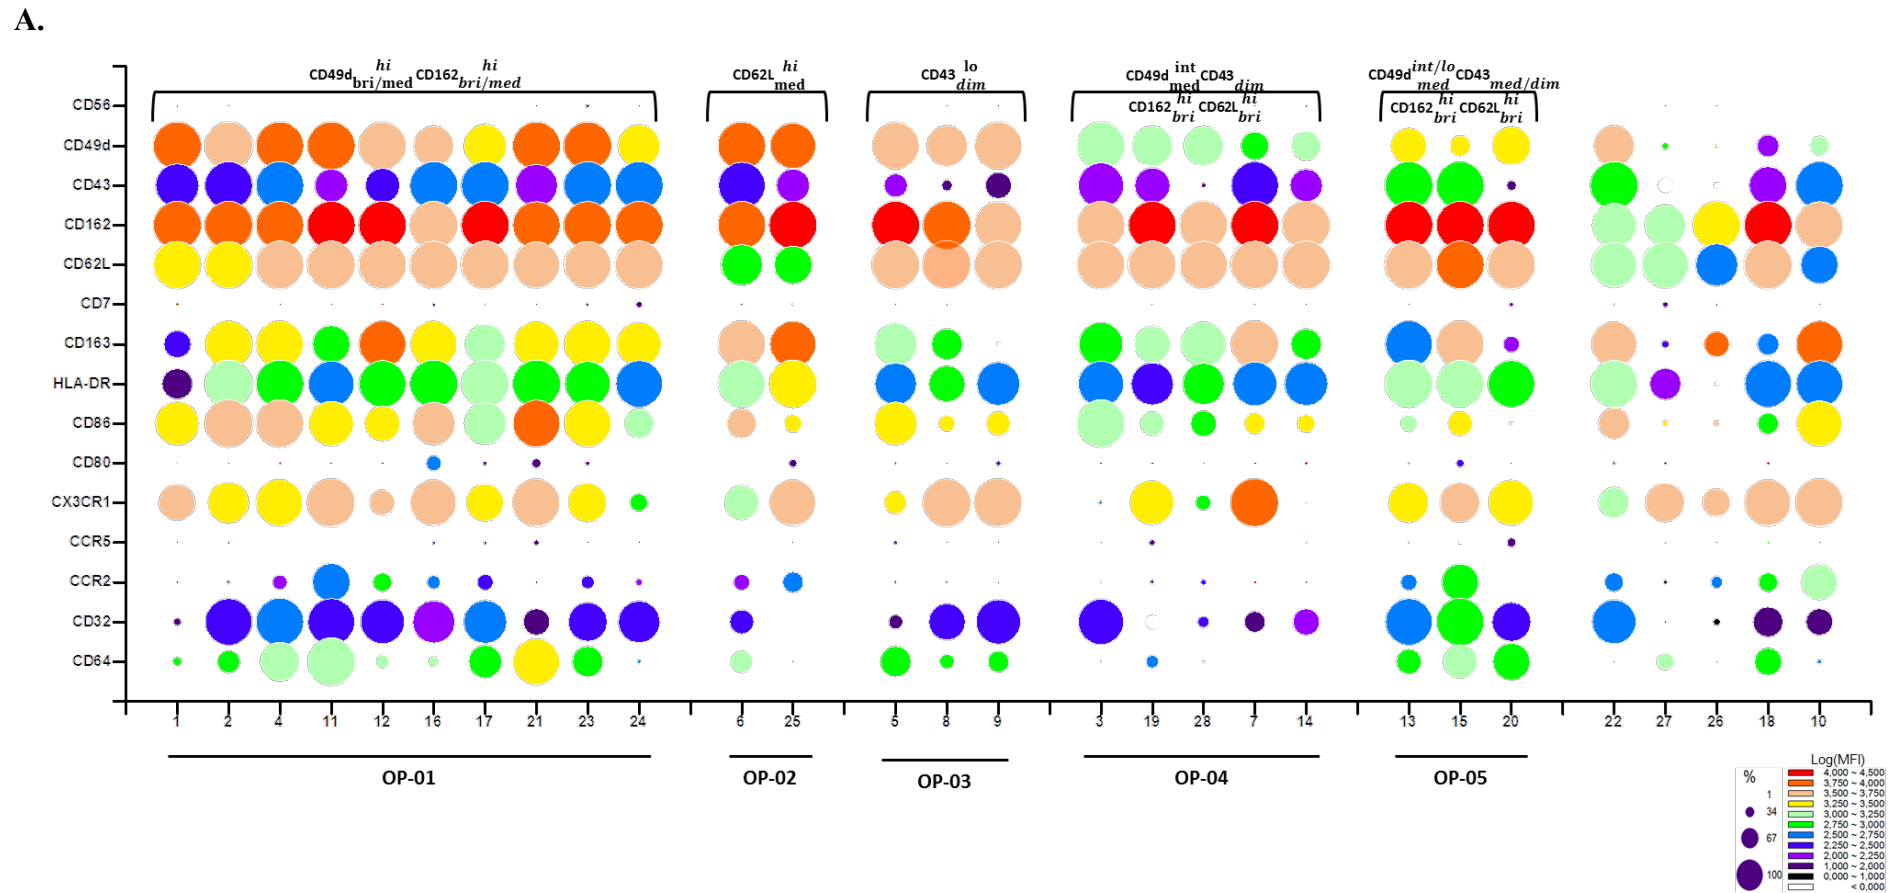 A.
CD49d hi bri/med CD162 hi bri/med
CD62L hi med
CD43 lo dim
CD49d int med CD43 dim
CD162 hi bri CD62L hi bri
CD49d int/lo med CD43 med/dim
CD162 hi bri CD62L hi bri
CD56
CD49d
CD43
CD162
CD62L
CD7
CD163
HLA-DR
CD86
CD80
CX3CR1
CCR5
CCR2
CD32
CD64
1 2 4 11 12 16 17 21 23 24 6 25 5 8 9 3 19 28 7 14 13 15 20 22 27 26 18 10
OP-01 OP-02 OP-03 OP-04 OP-05
%
1
34
67
100
Log(MFI)
4,000 ~ 4,500
3,750 ~ 4,000
3,500 ~ 3,750
3,250 ~ 3,500
3,000 ~ 3,250
2,750 ~ 3,000
2,500 ~ 2,750
2,250 ~ 2,500
2,000 ~ 2,250
1,000 ~ 2,000
0,000 ~ 1,000
< 0,000